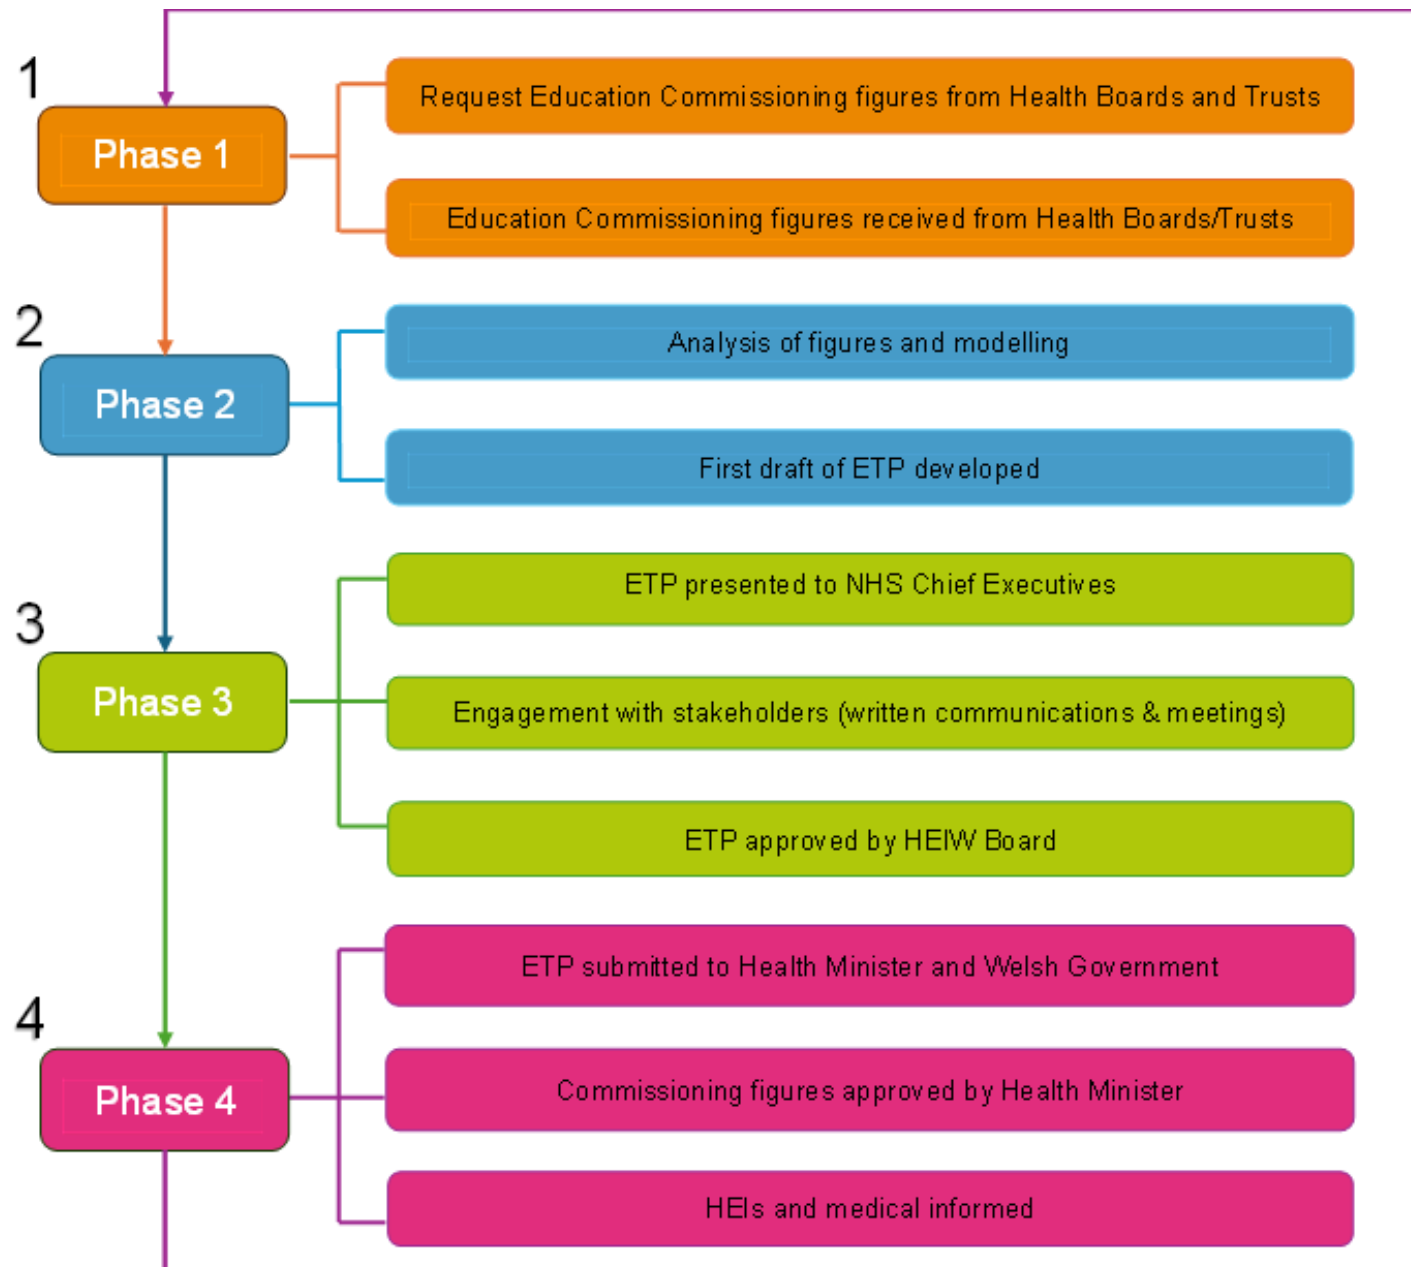 1
Phase 1
Request Education Commissioning figures from Health Boards and Trusts
Education Commissioning figures received from Health Boards/Trusts
2
Phase 2
Analysis of figures and modelling
First draft of ETP developed
3
Phase 3
ETP presented to NHS Chief Executives
Engagement with stakeholders (written communications & meetings)
ETP approved by HEIW Board
4
Phase 4
ETP submitted to Health Minister and Welsh Government
Commissioning figures approved by Health Minister
HEIs and medical informed